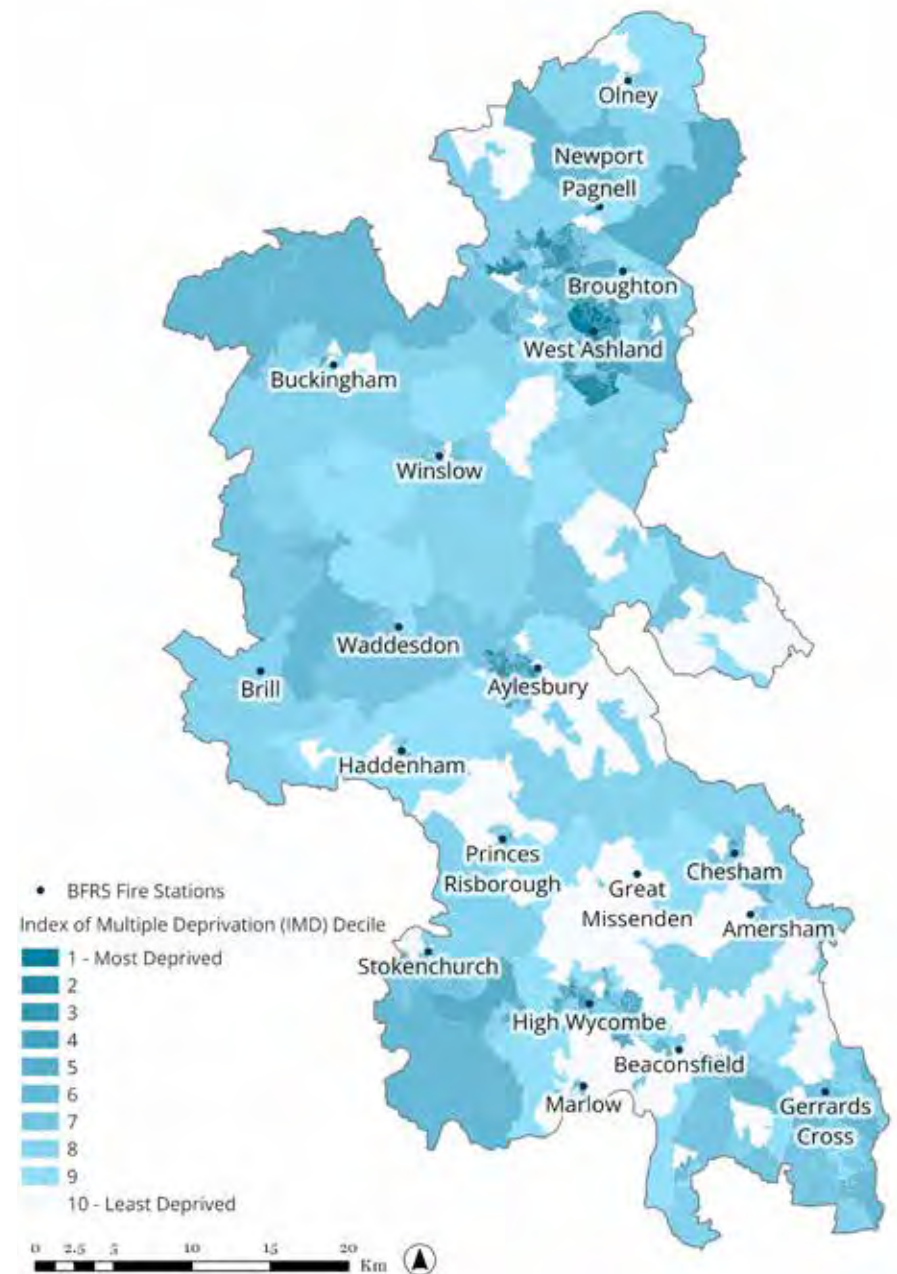 Olney
Newport
Pagnell
Broughton
West Ashland
Buckingham
Winslow
Waddesdon
Brill
Aylesbury
Haddenham
Princes
Risborough
Great
Missenden
Chesham
Amersham
Stokenchurch
High Wycombe
Beaconsfield
Marlow
Gerrards
Cross
BFRS Fire Stations
Index of Multiple Deprivation (IMD) Decile
1 - Most Deprived
2
3
4
5
6
7
8
9
10 - Least Deprived
0 2.5 5 10 15 20
Km